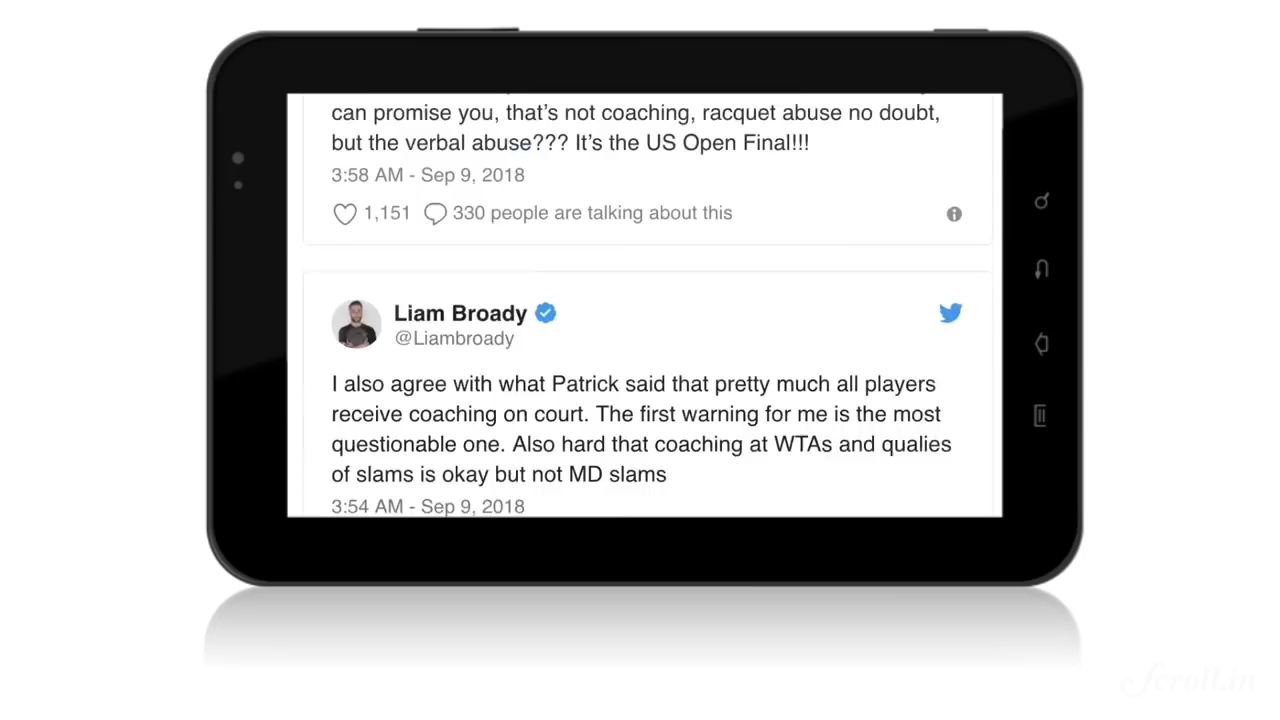 can promise you, that’s not coaching, racquet abuse no doubt,
but the verbal abuse??? It’s the US Open Final!!!
3:58 AM - Sep 9, 2018
1,151 330 people are talking about this
Liam Broady
@Liambroady
I also agree with what Patrick said that pretty much all players
receive coaching on court. The first warning for me is the most
questionable one. Also hard that coaching at WTAs and qualies
of slams is okay but not MD slams
3:54 AM - Sep 9, 2018
Scroll.in